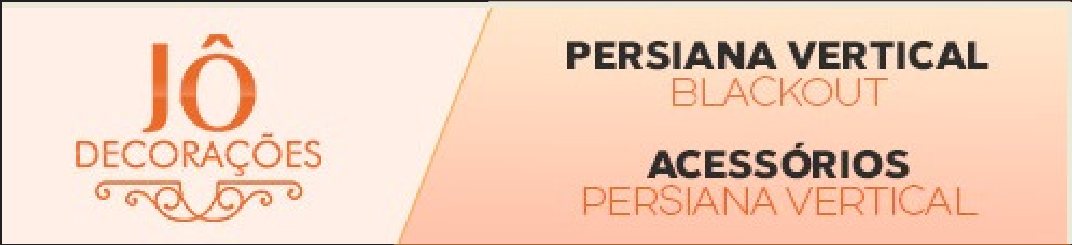 JÔ
DECORAÇÕES
PERSIANA VERTICAL
BLACKOUT
ACESSÓRIOS
PERSIANA VERTICAL